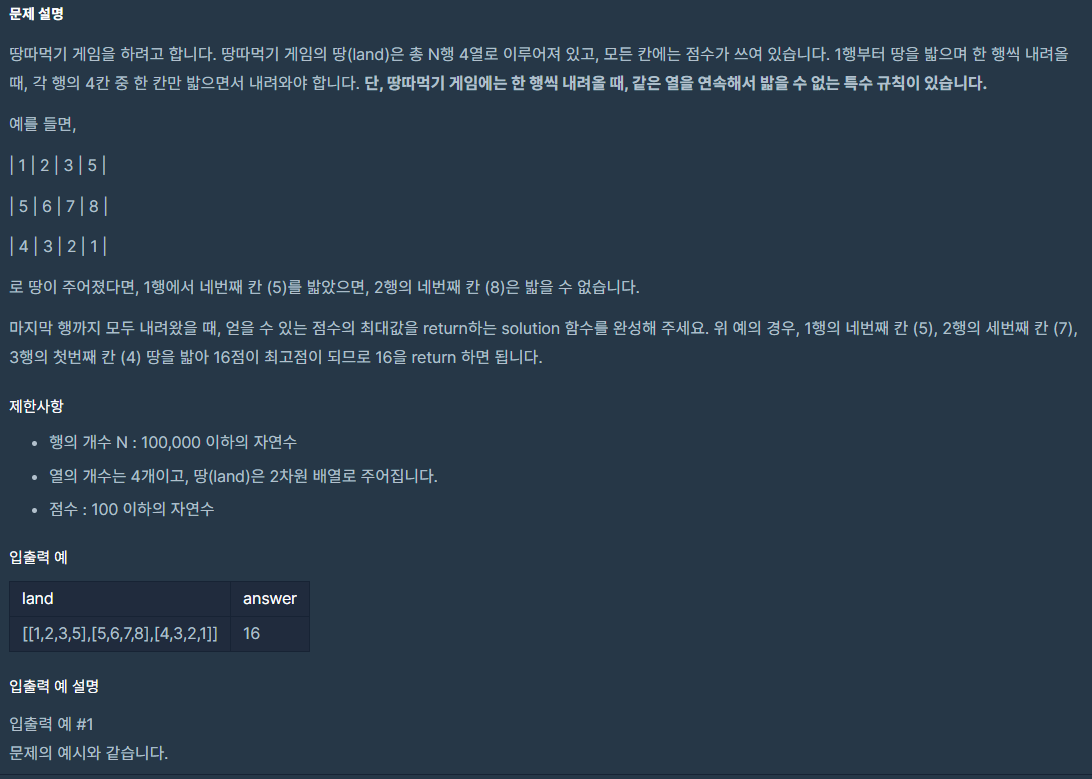 문제 설명
땅따먹기 게임을 하려고 합니다. 땅따먹기 게임의 땅(land)은 총 N행 4열로 이루어져 있고, 모든 칸에는 점수가 쓰여 있습니다. 1행부터 땅을 밟으며 한 행씩 내려올
때, 각 행의 4칸 중 한 칸만 밟으면서 내려와야 합니다. 단, 땅따먹기 게임에는 한 행씩 내려올 때, 같은 열을 연속해서 밟을 수 없는 특수 규칙이 있습니다.
예를 들면,
| 1 | 2 | 3 | 5 |
| 5 | 6 | 7 | 8 |
| 4 | 3 | 2 | 1 |
로 땅이 주어졌다면, 1행에서 네번째 칸 (5)를 밟았으면, 2행의 네번째 칸 (8)은 밟을 수 없습니다.
마지막 행까지 모두 내려왔을 때, 얻을 수 있는 점수의 최대값을 return하는 solution 함수를 완성해 주세요. 위 예의 경우, 1행의 네번째 칸 (5), 2행의 세번째 칸 (7),
3행의 첫번째 칸 (4) 땅을 밟아 16점이 최고점이 되므로 16을 return 하면 됩니다.
제한사항
• 행의 개수 N : 100,000 이하의 자연수
• 열의 개수는 4개이고, 땅(land)은 2차원 배열로 주어집니다.
• 점수 : 100 이하의 자연수
입출력 예
land answer
[[1,2,3,5],[5,6,7,8],[4,3,2,1]] 16
입출력 예 설명
입출력 예 #1
문제의 예시와 같습니다.